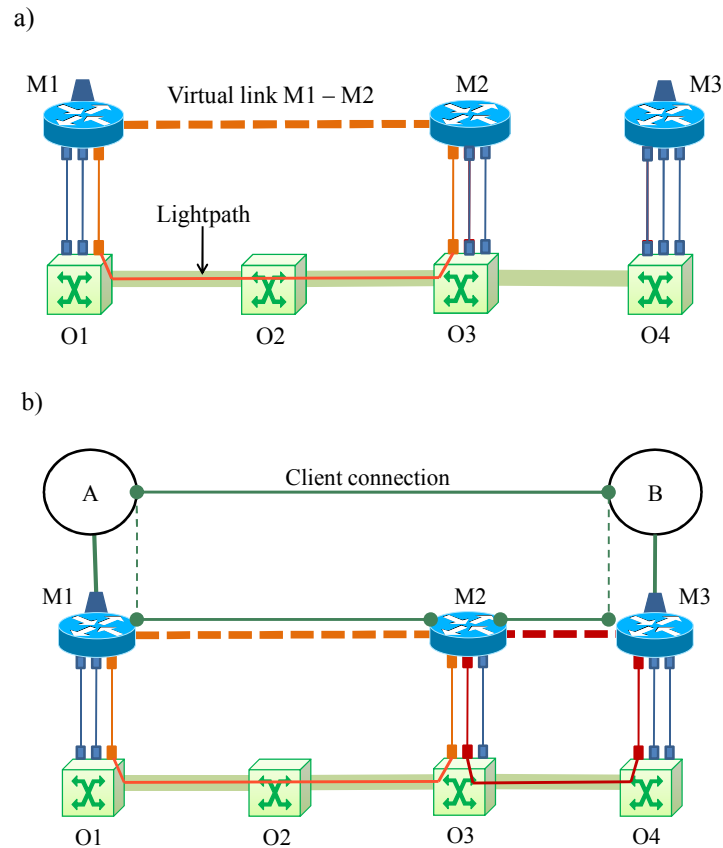 a)
M1
Virtual link M1 – M2
M2
M3
Lightpath
O1
O2
O3
O4
b)
A
Client connection
B
M1
M2
M3
O1
O2
O3
O4